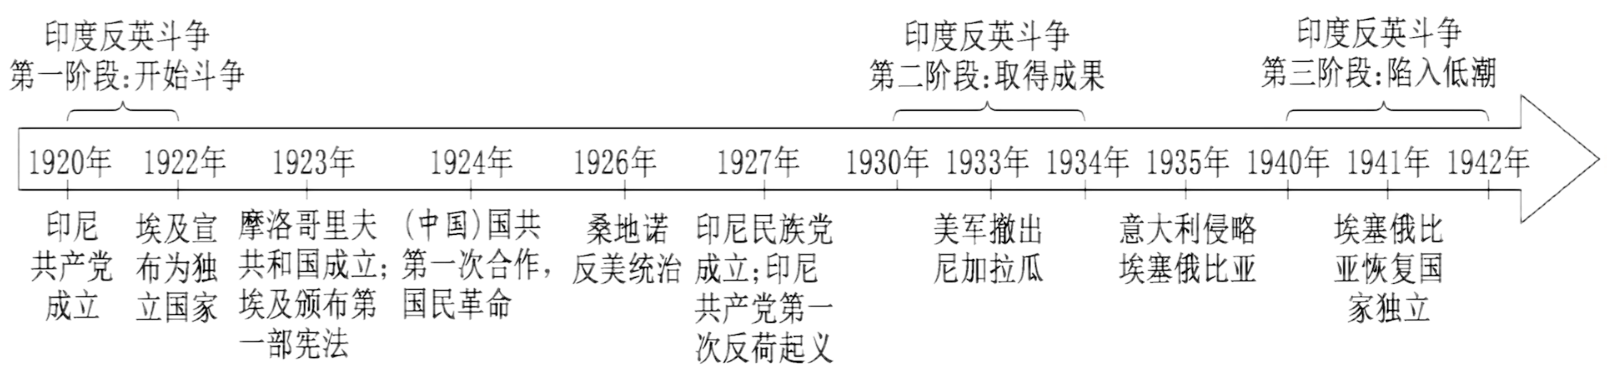 印度反英斗争
第一阶段:开始斗争
印度反英斗争
第二阶段:取得成果
印度反英斗争
第三阶段:陷入低潮
1920年 1922年 1923年 1924年 1926年 1927年 1930年 1933年 1934年 1935年 1940年 1941年 1942年
印尼
共产党
成立
埃及宣
布为独
立国家
摩洛哥里夫
共和国成立;
埃及颁布第
一部宪法
(中国)国共
第一次合作,
国民革命
桑地诺
反美统治
印尼民族党
成立;印尼
共产党第一
次反荷起义
美军撤出
尼加拉瓜
意大利侵略
埃塞俄比亚
埃塞俄比
亚恢复国
家独立